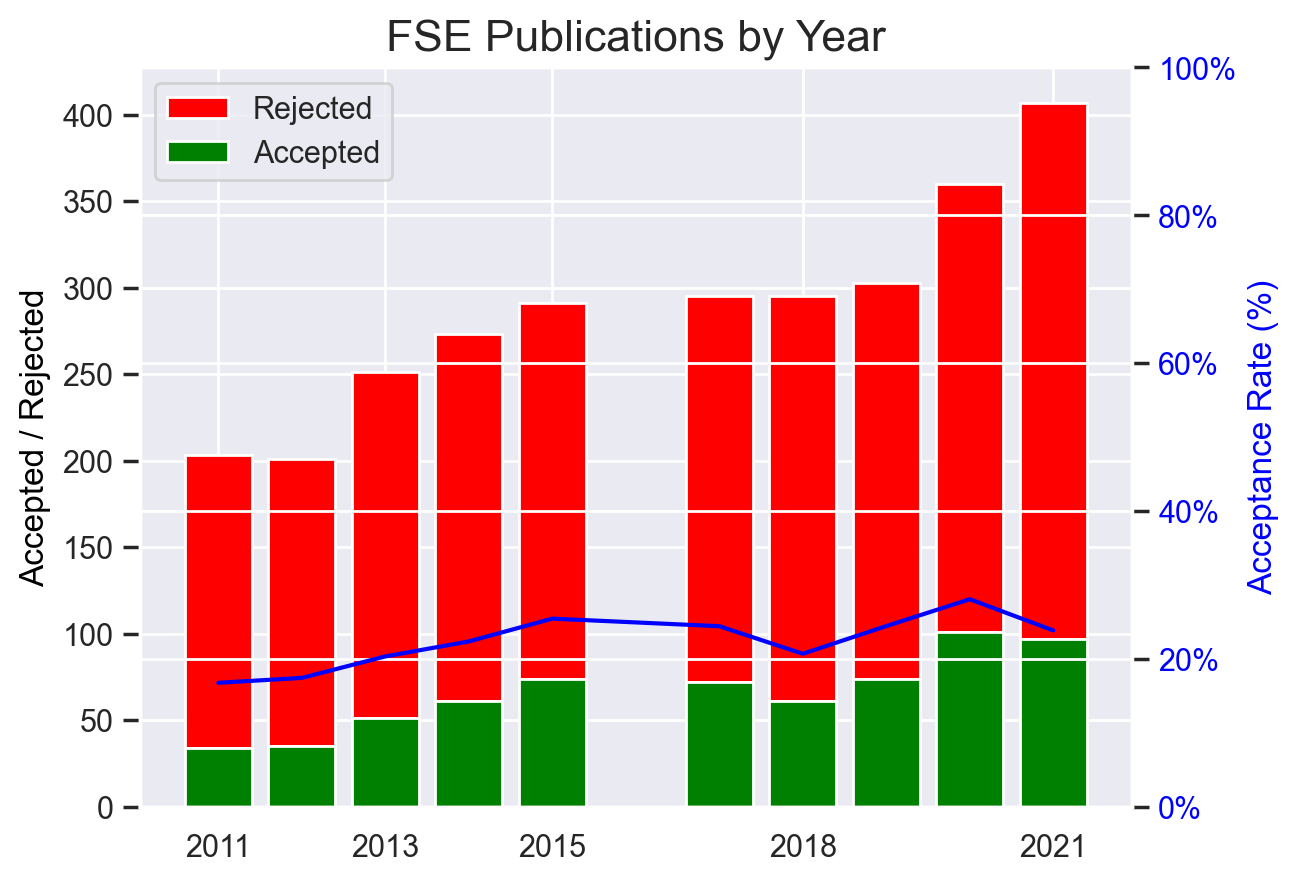 FSE Publications by Year
Rejected
Accepted
400
350
300
250
200
150
100
50
0
Accepted / Rejected
100%
80%
60%
40%
20%
0%
Acceptance Rate (%)
2011 2013 2015 2018 2021